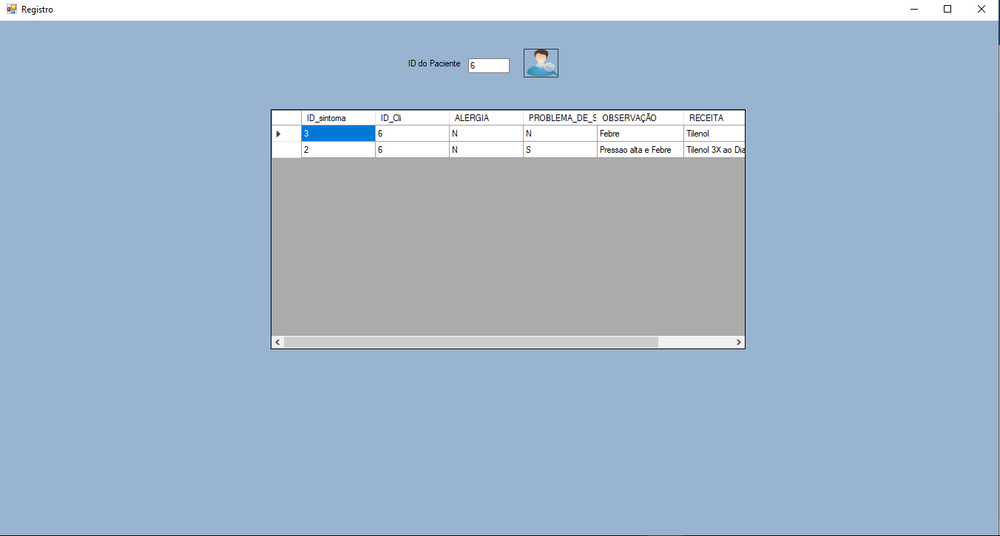 Registro
ID do Paciente 6
ID_sintoma ID_Cli ALERGIA PROBLEMA_DE_S OBSERVAÇÃO RECEITA
3 6 N N Febre Tilenol
2 6 N S Pressao alta e Febre Tilenol 3X ao Dia